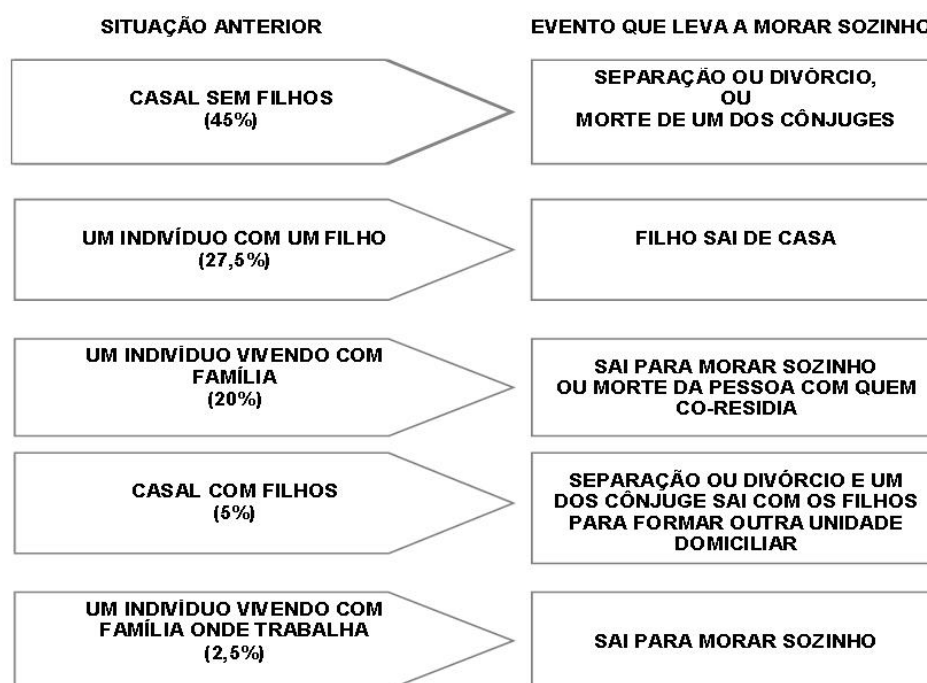 SITUAÇÃO ANTERIOR
EVENTO QUE LEVA A MORAR SOZINHO
CASAL SEM FILHOS
(45%)
SEPARAÇÃO OU DIVÓRCIO,
OU
MORTE DE UM DOS CÔNJUGES
UM INDIVÍDUO COM UM FILHO
(27,5%)
FILHO SAI DE CASA
UM INDIVÍDUO VIVENDO COM
FAMÍLIA
(20%)
SAI PARA MORAR SOZINHO
OU MORTE DA PESSOA COM QUEM
CO-RESIDIA
CASAL COM FILHOS
(5%)
SEPARAÇÃO OU DIVÓRCIO E UM
DOS CÔNJUGE SAI COM OS FILHOS
PARA FORMAR OUTRA UNIDADE
DOMICILIAR
UM INDIVÍDUO VIVENDO COM
FAMÍLIA ONDE TRABALHA
(2,5%)
SAI PARA MORAR SOZINHO